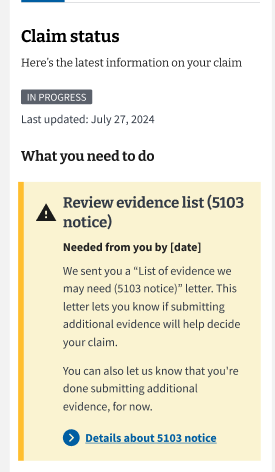 Claim status
Here's the latest information on your claim
IN PROGRESS
Last updated: July 27, 2024
What you need to do
Review evidence list (5103
notice)
Needed from you by [date]
We sent you a “List of evidence we
may need (5103 notice)” letter. This
letter lets you know if submitting
additional evidence will help decide
your claim.
You can also let us know that you're
done submitting additional
evidence, for now.
Details about 5103 notice